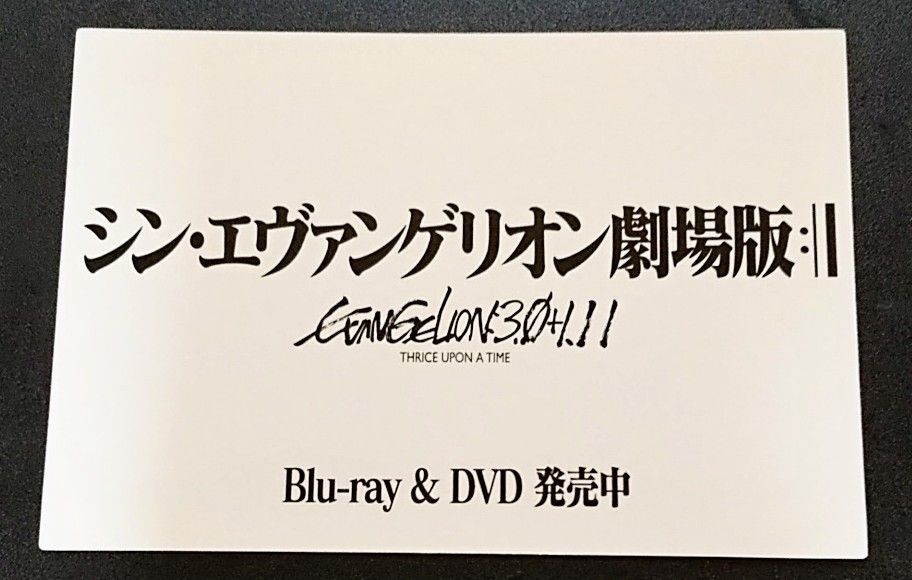 シン・エヴァンゲリオン劇場版:||
EVANGELION:3.0+1.11
THRICE UPON A TIME
Blu-ray & DVD 発売中